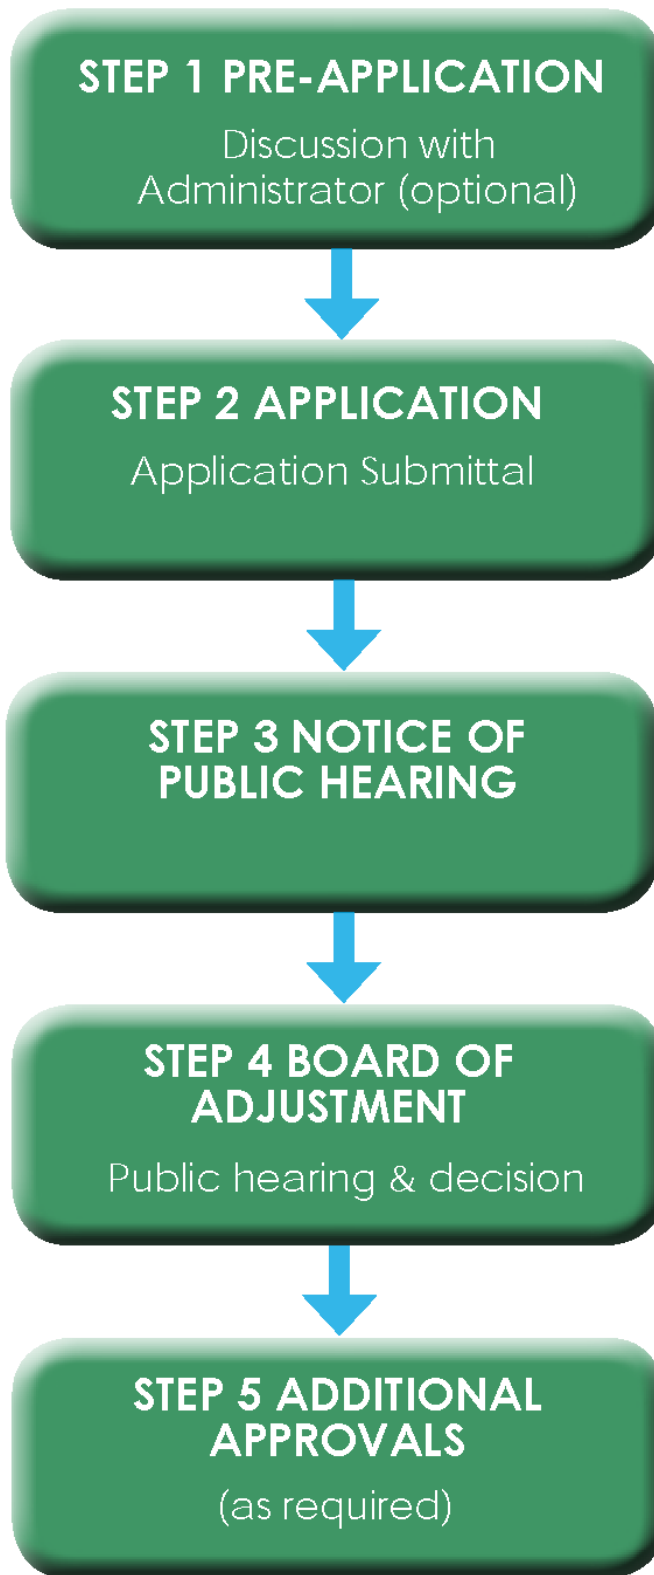 STEP 1 PRE-APPLICATION
Discussion with
Administrator (optional)
STEP 2 APPLICATION
Application Submittal
STEP 3 NOTICE OF
PUBLIC HEARING
STEP 4 BOARD OF
ADJUSTMENT
Public hearing & decision
STEP 5 ADDITIONAL
APPROVALS
(as required)